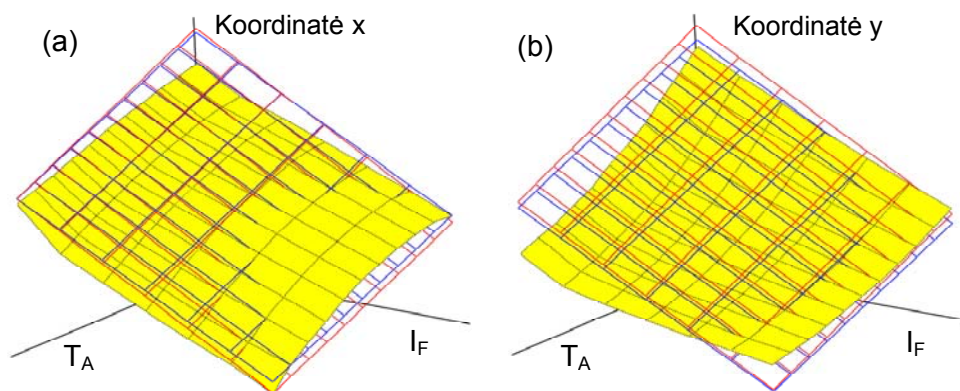 (a)
Koordinatė x
T_A
I_F
(b)
Koordinatė y
T_A
I_F